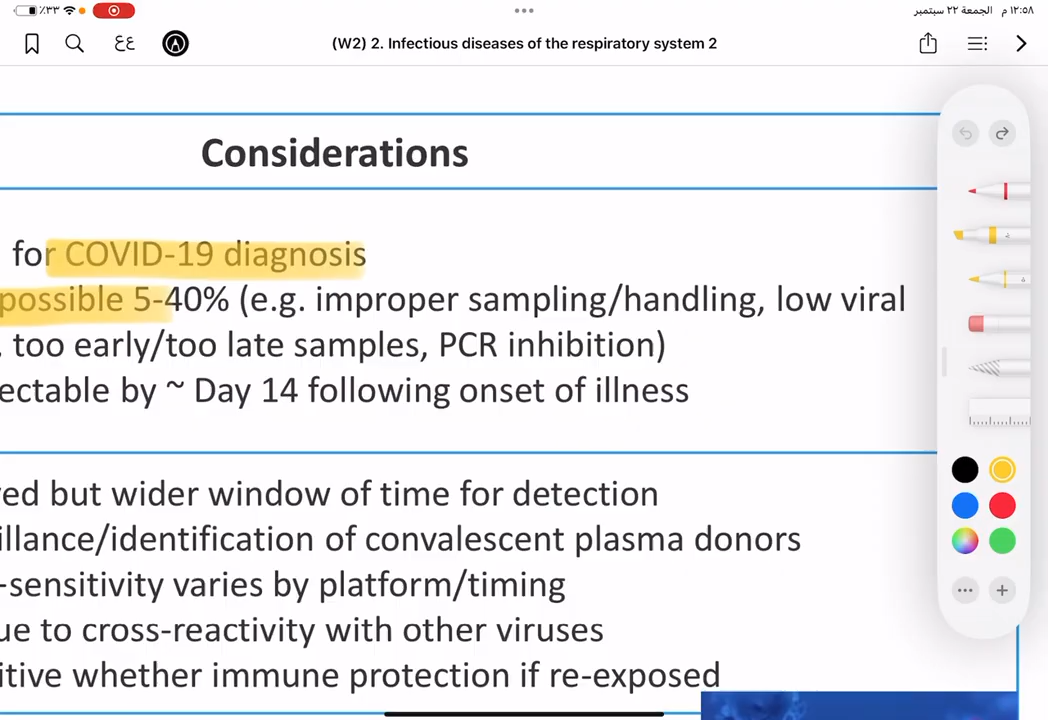 ٪٣٣
١٢:٥٨ م الجمعة ٢٢ سبتمبر
(W2) 2. Infectious diseases of the respiratory system 2
ﻋﻉ
Considerations
for COVID-19 diagnosis
possible 5-40% (e.g. improper sampling/handling, low viral
, too early/too late samples, PCR inhibition)
ectable by ~ Day 14 following onset of illness
ed but wider window of time for detection
illance/identification of convalescent plasma donors
-sensitivity varies by platform/timing
ue to cross-reactivity with other viruses
itive whether immune protection if re-exposed